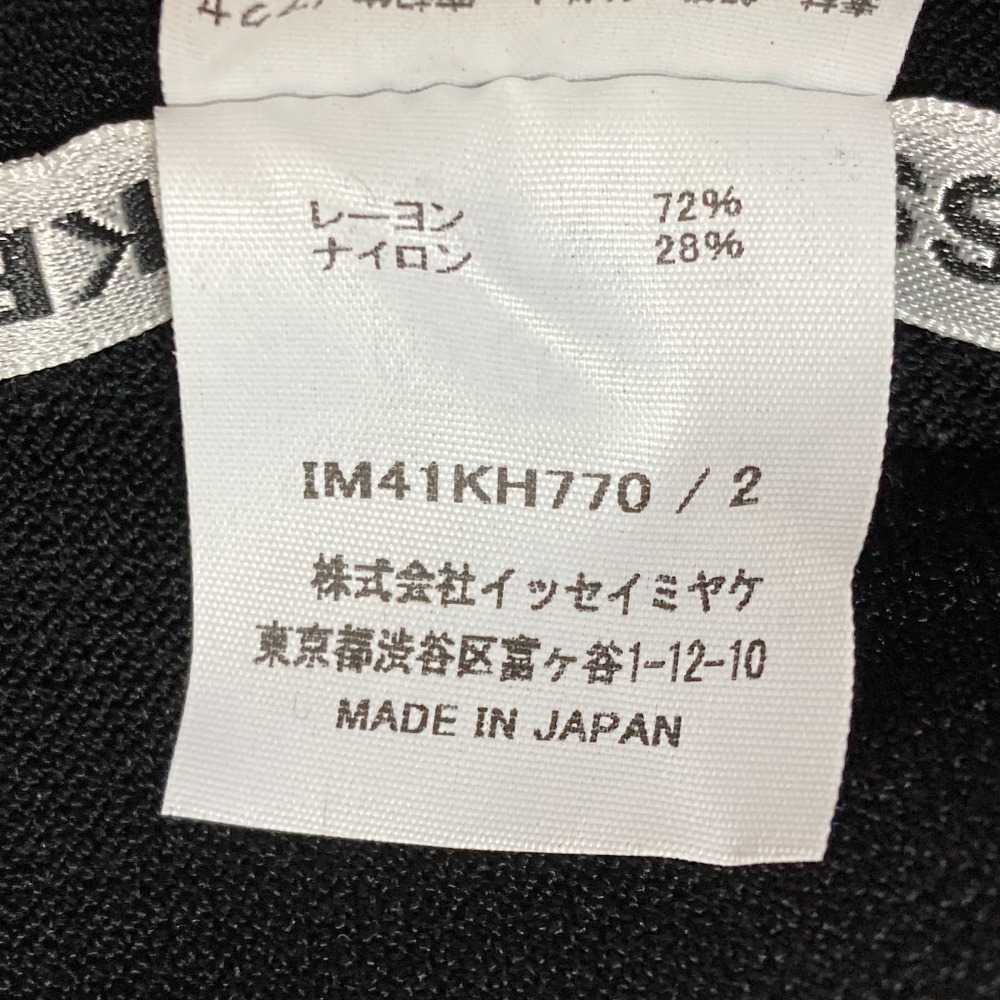 レーヨン 72%
ナイロン 28%
IM41KH770 / 2
株式会社イッセイミヤケ
東京都渋谷区富ヶ谷1-12-10
MADE IN JAPAN